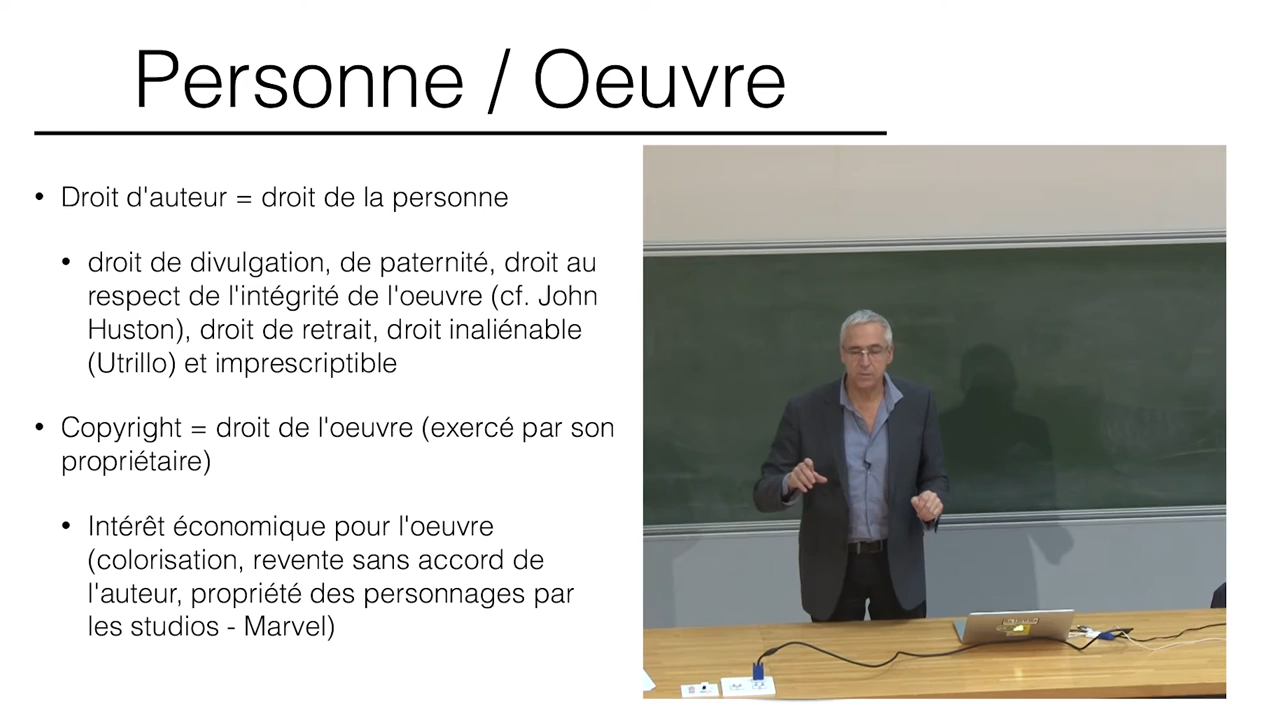 Personne / Oeuvre
• Droit d'auteur = droit de la personne
• droit de divulgation, de paternité, droit au
respect de l'intégrité de l'oeuvre (cf. John
Huston), droit de retrait, droit inaliénable
(Utrillo) et imprescriptible
• Copyright = droit de l'oeuvre (exercé par son
propriétaire)
• Intérêt économique pour l'oeuvre
(colorisation, revente sans accord de
l'auteur, propriété des personnages par
les studios - Marvel)